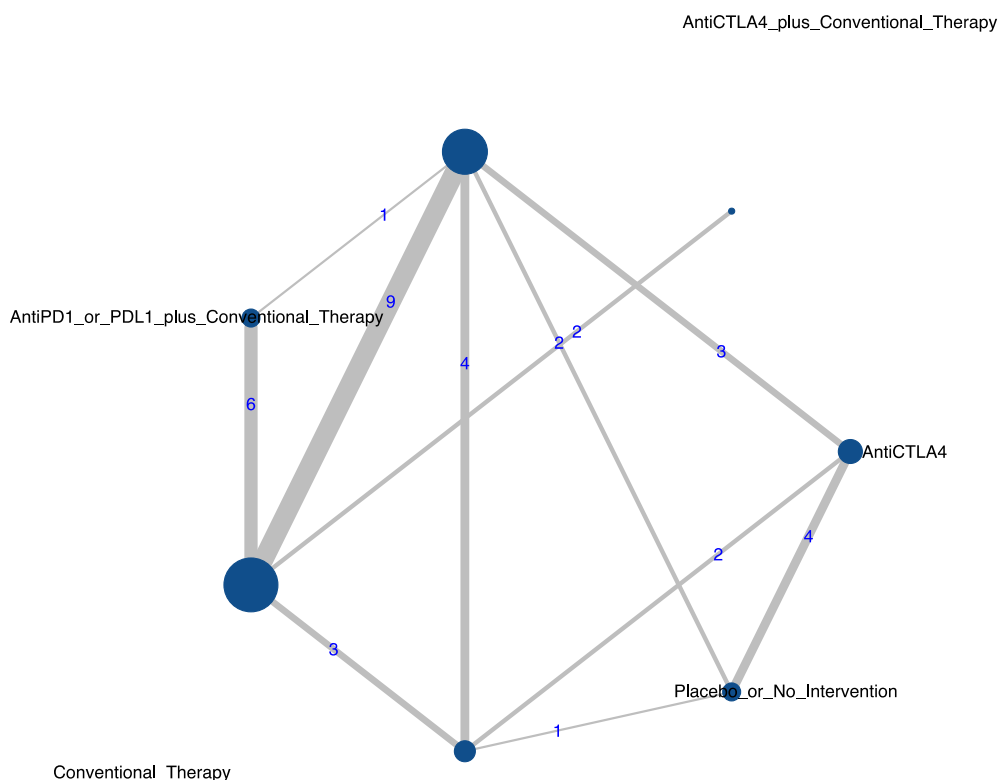 AntiCTLA4_plus_Conventional_Therapy
1
AntiPD1_or_PDL1_plus_Conventional_Therapy
9
2
2
3
4
6
AntiCTLA4
4
2
3
Placebo_or_No_Intervention
1
Conventional_Therapy